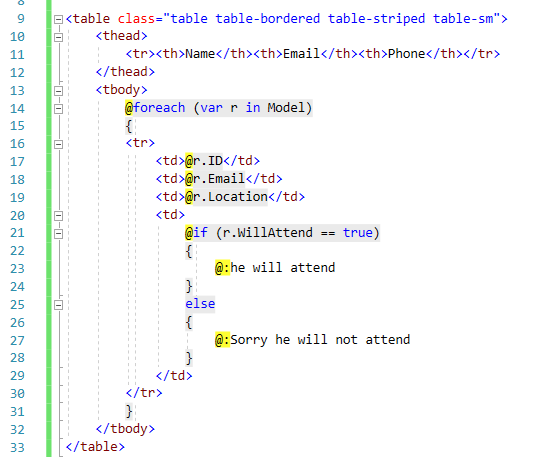 8
9 <table class="table table-bordered table-striped table-sm">
10 <thead>
11 <tr><th>Name</th><th>Email</th><th>Phone</th></tr>
12 </thead>
13 <tbody>
14 @foreach (var r in Model)
15 {
16 <tr>
17 <td>@r.ID</td>
18 <td>@r.Email</td>
19 <td>@r.Location</td>
20 <td>
21 @if (r.WillAttend == true)
22 {
23 @:he will attend
24 }
25 else
26 {
27 @:Sorry he will not attend
28 }
29 </td>
30 </tr>
31 }
32 </tbody>
33 </table>